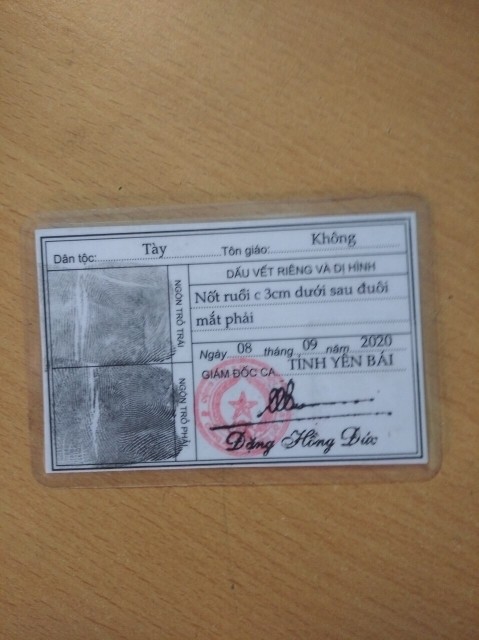 Dân tộc: Tày Tôn giáo: Không
NGÓN TRỎ TRÁI
NGÓN TRỎ PHẢI
DẤU VẾT RIÊNG VÀ DỊ HÌNH
Nốt ruồi c 3cm dưới sau đuôi
mắt phải
Ngày 08 tháng 09 năm 2020
GIÁM ĐỐC CA TỈNH YÊN BÁI
Đặng Hồng Đức